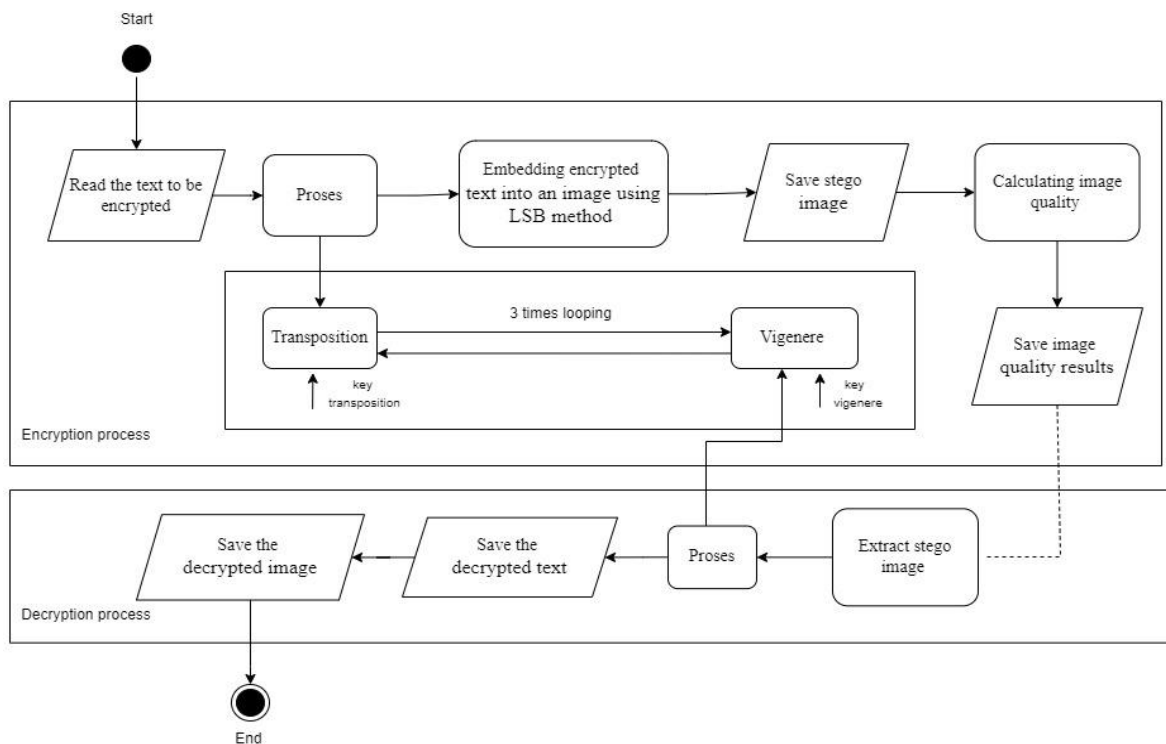 Start
Read the text to be
encrypted
Proses
Embedding encrypted
text into an image using
LSB method
Save stego
image
Calculating image
quality
3 times looping
Transposition
Vigenere
key
transposition
key
vigenere
Save image
quality results
Encryption process
Save the
decrypted image
Save the
decrypted text
Proses
Extract stego
image
Decryption process
End